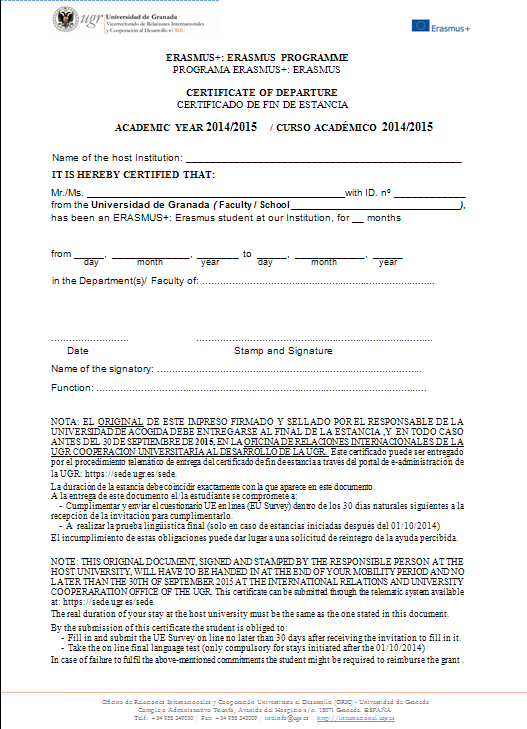 ugr Universidad de Granada
Vicerrectorado de Relaciones Internacionales
y Cooperación al Desarrollo•ORIC
Erasmus+
ERASMUS+: ERASMUS PROGRAMME
PROGRAMA ERASMUS+: ERASMUS
CERTIFICATE OF DEPARTURE
CERTIFICADO DE FIN DE ESTANCIA
ACADEMIC YEAR 2014/2015 / CURSO ACADÉMICO 2014/2015
Name of the host Institution: ____________________
IT IS HEREBY CERTIFIED THAT:
Mr./Ms. ____________________with ID. nº ____________
from the Universidad de Granada ( Faculty / School ____________________),
has been an ERASMUS+: Erasmus student at our Institution, for __ months
from _____, ____________, ______ to _____, ____________, _____
day month year day month year
in the Department(s)/ Faculty of: ....................................
.......................... ....................................
Date Stamp and Signature
Name of the signatory: ....................................
Function: ....................................
NOTA: EL ORIGINAL DE ESTE IMPRESO FIRMADO Y SELLADO POR EL RESPONSABLE DE LA
UNIVERSIDAD DE ACOGIDA DEBE ENTREGARSE AL FINAL DE LA ESTANCIA ,Y EN TODO CASO
ANTES DEL 30 DE SEPTIEMBRE DE 2015, EN LA OFICINA DE RELACIONES INTERNACIONALES DE LA
UGR COOPERACION UNIVERSITARIA AL DESARROLLO DE LA UGR. Este certificado puede ser entregado
por el procedimiento telemático de entrega del certificado de fin de estancia a través del portal de e-administración de
la UGR: https://sede.ugr.es/sede.
La duración de la estancia debe coincidir exactamente con la que aparece en este documento.
A la entrega de este documento el/la estudiante se compromete a:
- Cumplimentar y enviar el cuestionario UE en línea (EU Survey) dentro de los 30 días naturales siguientes a la
recepción de la invitación para cumplimentarlo.
- A realizar la prueba lingüística final (solo en caso de estancias iniciadas después del 01/10/2014)
El incumplimiento de estas obligaciones puede dar lugar a una solicitud de reintegro de la ayuda percibida.
NOTE: THIS ORIGINAL DOCUMENT, SIGNED AND STAMPED BY THE RESPONSIBLE PERSON AT THE
HOST UNIVERSITY, WILL HAVE TO BE HANDED IN AT THE END OF YOUR MOBILITY PERIOD AND NO
LATER THAN THE 30TH OF SEPTEMBER 2015 AT THE INTERNATIONAL RELATIONS AND UNIVERSITY
COOPERARATION OFFICE OF THE UGR. This certificate can be submitted through the telematic system available
at: https://sede.ugr.es/sede.
The real duration of your stay at the host university must be the same as the one stated in this document.
By the submission of this certificate the student is obliged to:
- Fill in and submit the UE Survey on line no later than 30 days after receiving the invitation to fill in it.
- Take the on line final language test (only compulsory for stays initiated after the 01/10/2014)
In case of failure to fulfil the above-mentioned commitments the student might be required to reimburse the grant .
Oficina de Relaciones Internacionales y Cooperación Universitaria al Desarrollo (ORIC) - Universidad de Granada
Complejo Administrativo Triunfo, Avenida del Hospicio s/n. 18071 Granada. ESPAÑA
Telf.: +34 958 249030 | Fax: +34 958 243009 | intlinfo@ugr.es | http://internacional.ugr.es